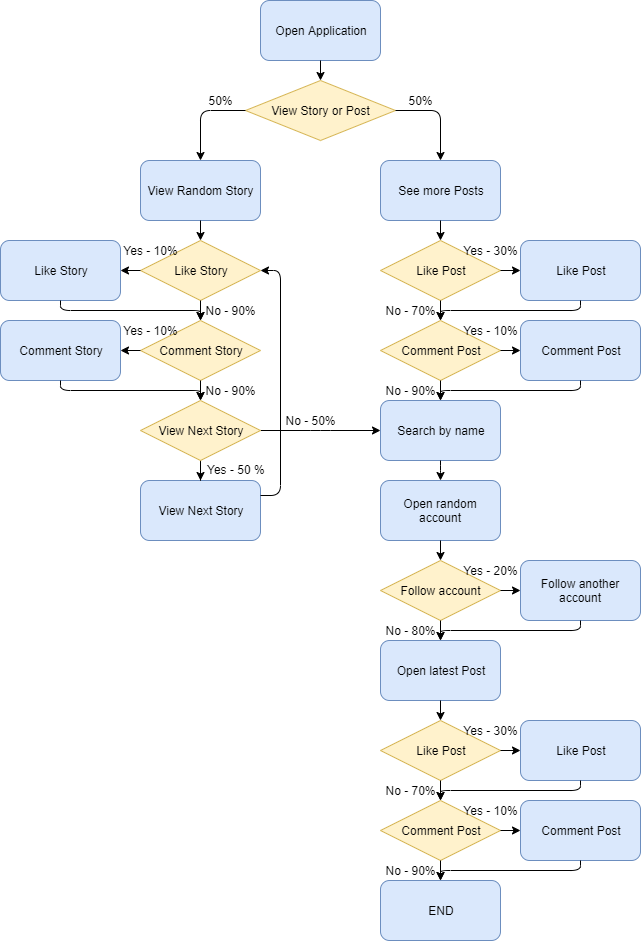 Open Application
50%
View Story or Post
50%
View Random Story
See more Posts
Like Story
Yes - 10%
Like Story
Like Post
Yes - 30%
Like Post
No - 90%
No - 70%
Comment Story
Yes - 10%
Comment Story
Comment Post
Yes - 10%
Comment Post
No - 90%
No - 90%
View Next Story
No - 50%
Search by name
Yes - 50 %
View Next Story
Open random
account
Follow account
Yes - 20%
Follow another
account
No - 80%
Open latest Post
Like Post
Yes - 30%
Like Post
No - 70%
Comment Post
Yes - 10%
Comment Post
No - 90%
END